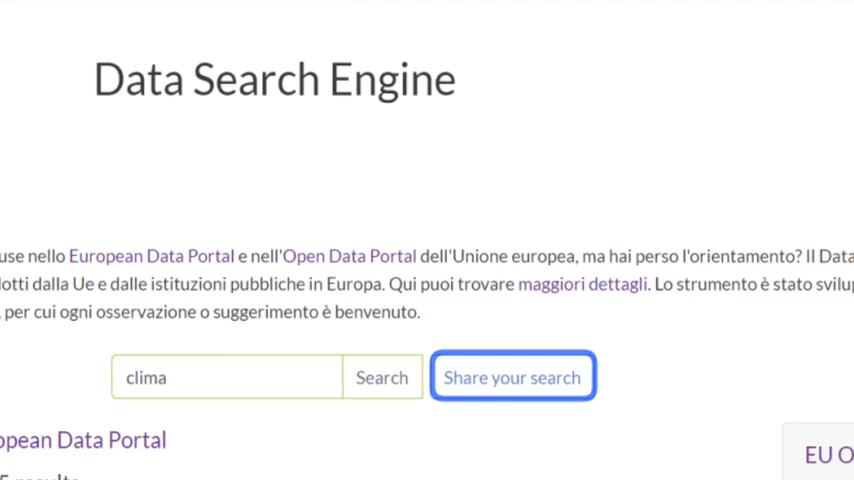 Data Search Engine
use nello European Data Portal e nell'Open Data Portal dell'Unione europea, ma hai perso l'orientamento? Il Data
lotti dalla Ue e dalle istituzioni pubbliche in Europa. Qui puoi trovare maggiori dettagli. Lo strumento è stato svilup
, per cui ogni osservazione o suggerimento è benvenuto.
clima Search Share your search
opean Data Portal
EU O
5 results